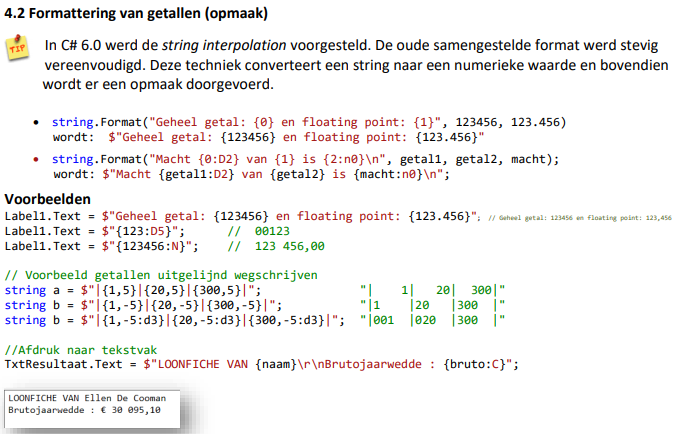 4.2 Formattering van getallen (opmaak)
TIP
In C# 6.0 werd de string interpolation voorgesteld. De oude samengestelde format werd stevig
vereenvoudigd. Deze techniek converteert een string naar een numerieke waarde en bovendien
wordt er een opmaak doorgevoerd.
• string.Format("Geheel getal: {0} en floating point: {1}", 123456, 123.456)
wordt: $"Geheel getal: {123456} en floating point: {123.456}"
• string.Format("Macht {0:D2} van {1} is {2:n0}\n", getal1, getal2, macht);
wordt: $"Macht {getal1:D2} van {getal2} is {macht:n0}\n";
Voorbeelden
Label1.Text = $"Geheel getal: {123456} en floating point: {123.456}"; // Geheel getal: 123456 en floating point: 123,456
Label1.Text = $"{123:D5}"; // 00123
Label1.Text = $"{123456:N}"; // 123 456,00
// Voorbeeld getallen uitgelijnd wegschrijven
string a = $"|{1,5}|{20,5}|{300,5}|"; "|    1|   20|  300|"
string b = $"|{1,-5}|{20,-5}|{300,-5}|"; "|1    |20   |300  |"
string b = $"|{1,-5:d3}|{20,-5:d3}|{300,-5:d3}|"; "|001  |020  |300  |"
//Afdruk naar tekstvak
TxtResultaat.Text = $"LOONFICHE VAN {naam}\r\nBrutojaarwedde : {bruto:C}";
LOONFICHE VAN Ellen De Cooman
Brutojaarwedde : € 30 095,10